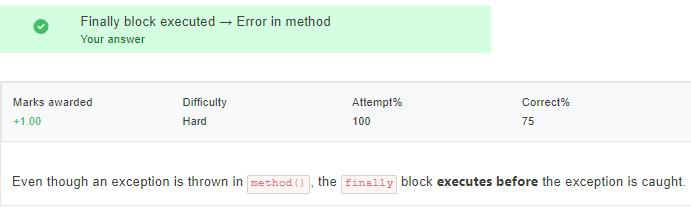 Finally block executed → Error in method
Your answer
Marks awarded Difficulty Attempt% Correct%
+1.00 Hard 100 75
Even though an exception is thrown in method(), the finally block executes before the exception is caught.